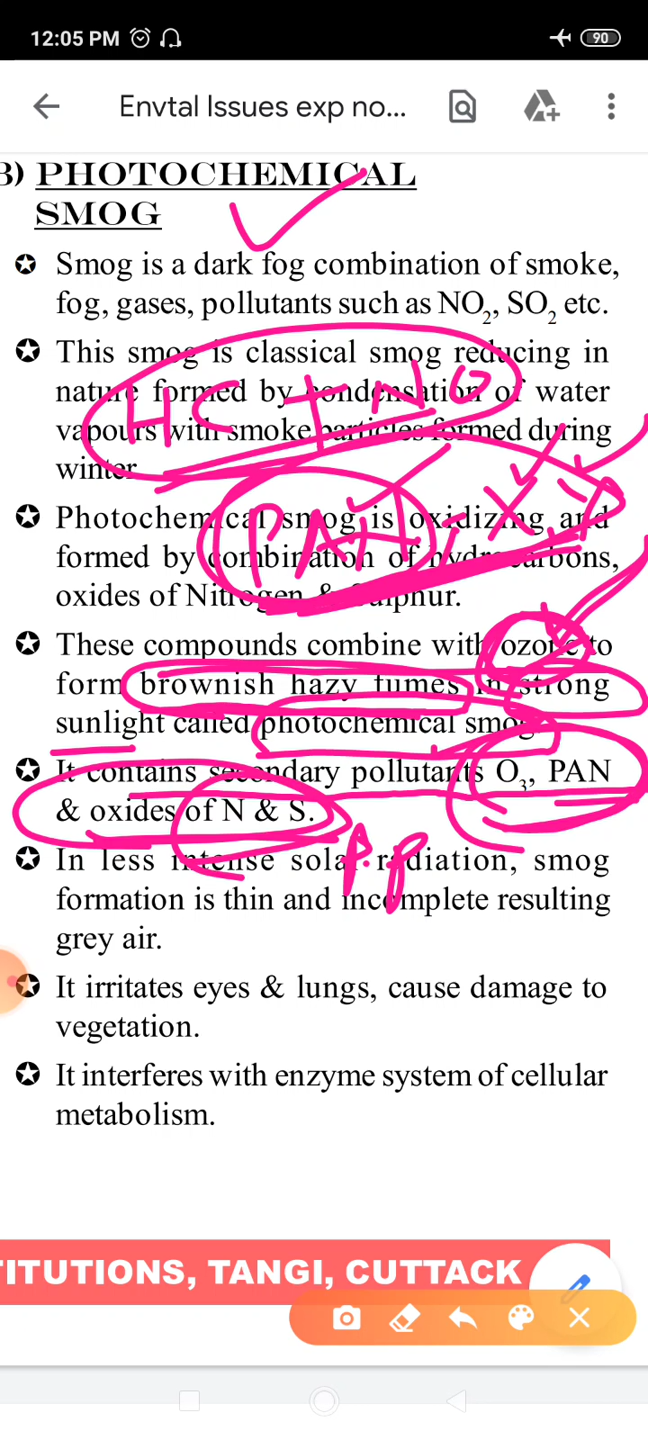 12:05 PM
90
Envtal Issues exp no...
B) PHOTOCHEMICAL
SMOG
✪ Smog is a dark fog combination of smoke,
fog, gases, pollutants such as NO₂, SO₂ etc.
✪ This smog is classical smog reducing in
nature formed by condensation of water
vapours with smoke particles formed during
winter.
HC + NO
✪ Photochemical smog is oxidizing and
formed by combination of hydrocarbons,
oxides of Nitrogen & Sulphur.
PAN
✪ These compounds combine with ozone to
form brownish hazy fumes in strong
sunlight called photochemical smog.
✪ It contains secondary pollutants O₃, PAN
& oxides of N & S.
✪ In less intense solar radiation, smog
formation is thin and incomplete resulting
grey air.
✪ It irritates eyes & lungs, cause damage to
vegetation.
✪ It interferes with enzyme system of cellular
metabolism.
TITUTIONS, TANGI, CUTTACK